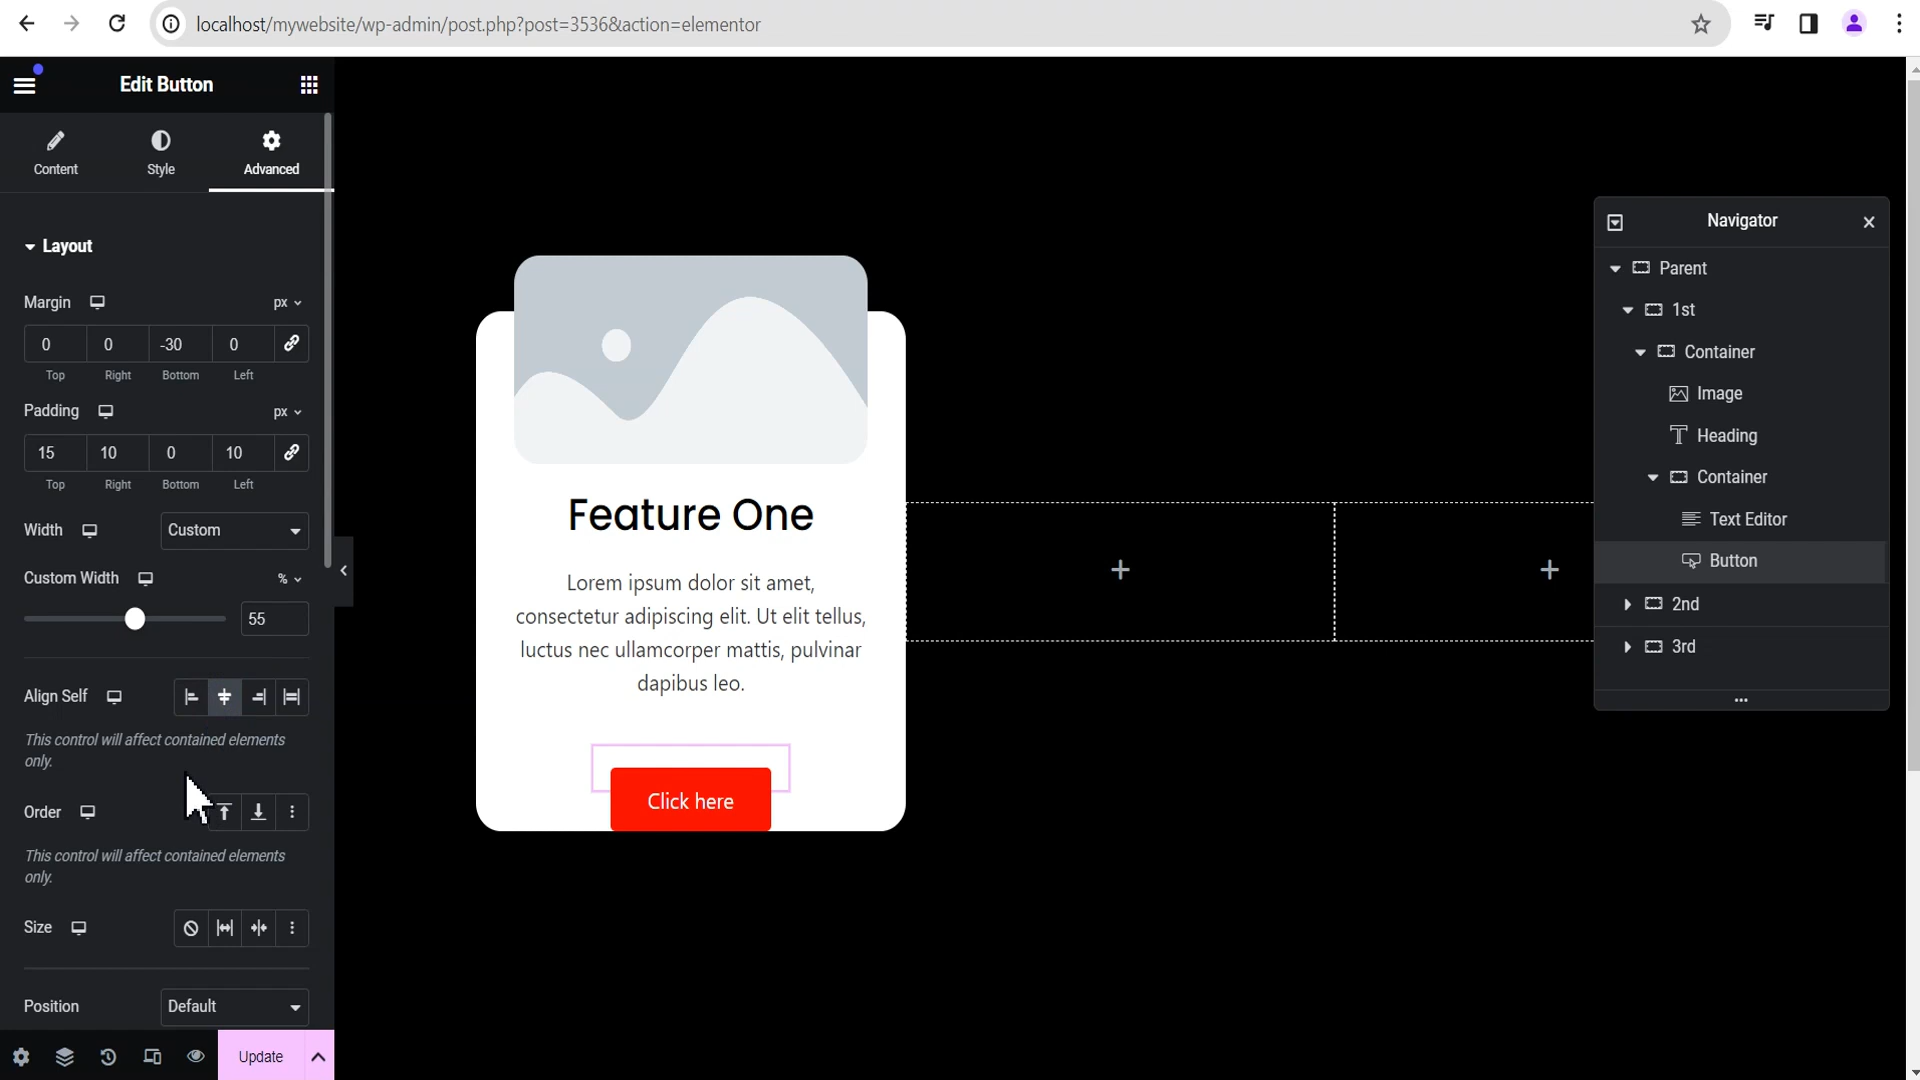 localhost/mywebsite/wp-admin/post.php?post=3536&action=elementor
Edit Button
Content
Style
Advanced
Layout
Margin
px
0
0
-30
0
Top
Right
Bottom
Left
Padding
px
15
10
0
10
Top
Right
Bottom
Left
Width
Custom
Custom Width
%
55
Align Self
This control will affect contained elements
only.
Order
This control will affect contained elements
only.
Size
Position
Default
Update
Feature One
Lorem ipsum dolor sit amet,
consectetur adipiscing elit. Ut elit tellus,
luctus nec ullamcorper mattis, pulvinar
dapibus leo.
Click here
Navigator
Parent
1st
Container
Image
Heading
Container
Text Editor
Button
2nd
3rd